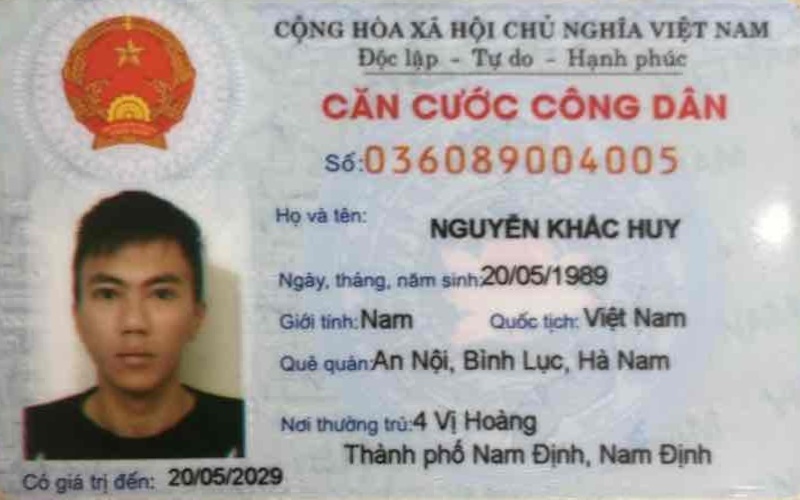 CỘNG HÒA XÃ HỘI CHỦ NGHĨA VIỆT NAM
Độc lập - Tự do - Hạnh phúc
CĂN CƯỚC CÔNG DÂN
Số: 036089004005
Họ và tên: NGUYỄN KHẮC HUY
Ngày, tháng, năm sinh: 20/05/1989
Giới tính: Nam Quốc tịch: Việt Nam
Quê quán: An Nội, Bình Lục, Hà Nam
Nơi thường trú: 4 Vị Hoàng
Thành phố Nam Định, Nam Định
Có giá trị đến: 20/05/2029